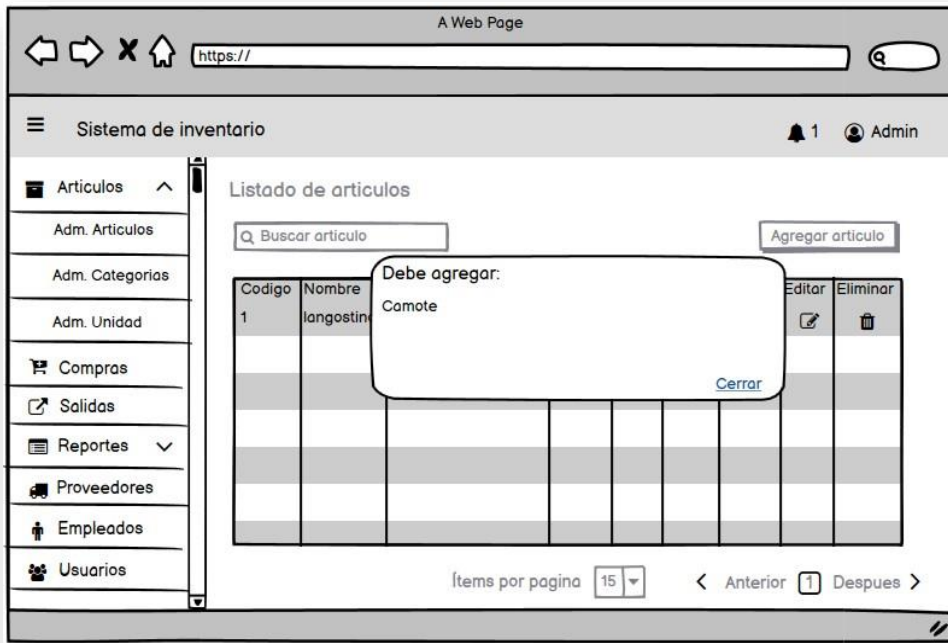 A Web Page
https://
Sistema de inventario
1
Admin
Articulos
Adm. Articulos
Adm. Categorias
Adm. Unidad
Compras
Salidas
Reportes
Proveedores
Empleados
Usuarios
Listado de articulos
Buscar articulo
Agregar articulo
Codigo Nombre Editar Eliminar
1
Debe agregar:
Camote
Cerrar
Ítems por pagina 15
Anterior 1 Despues